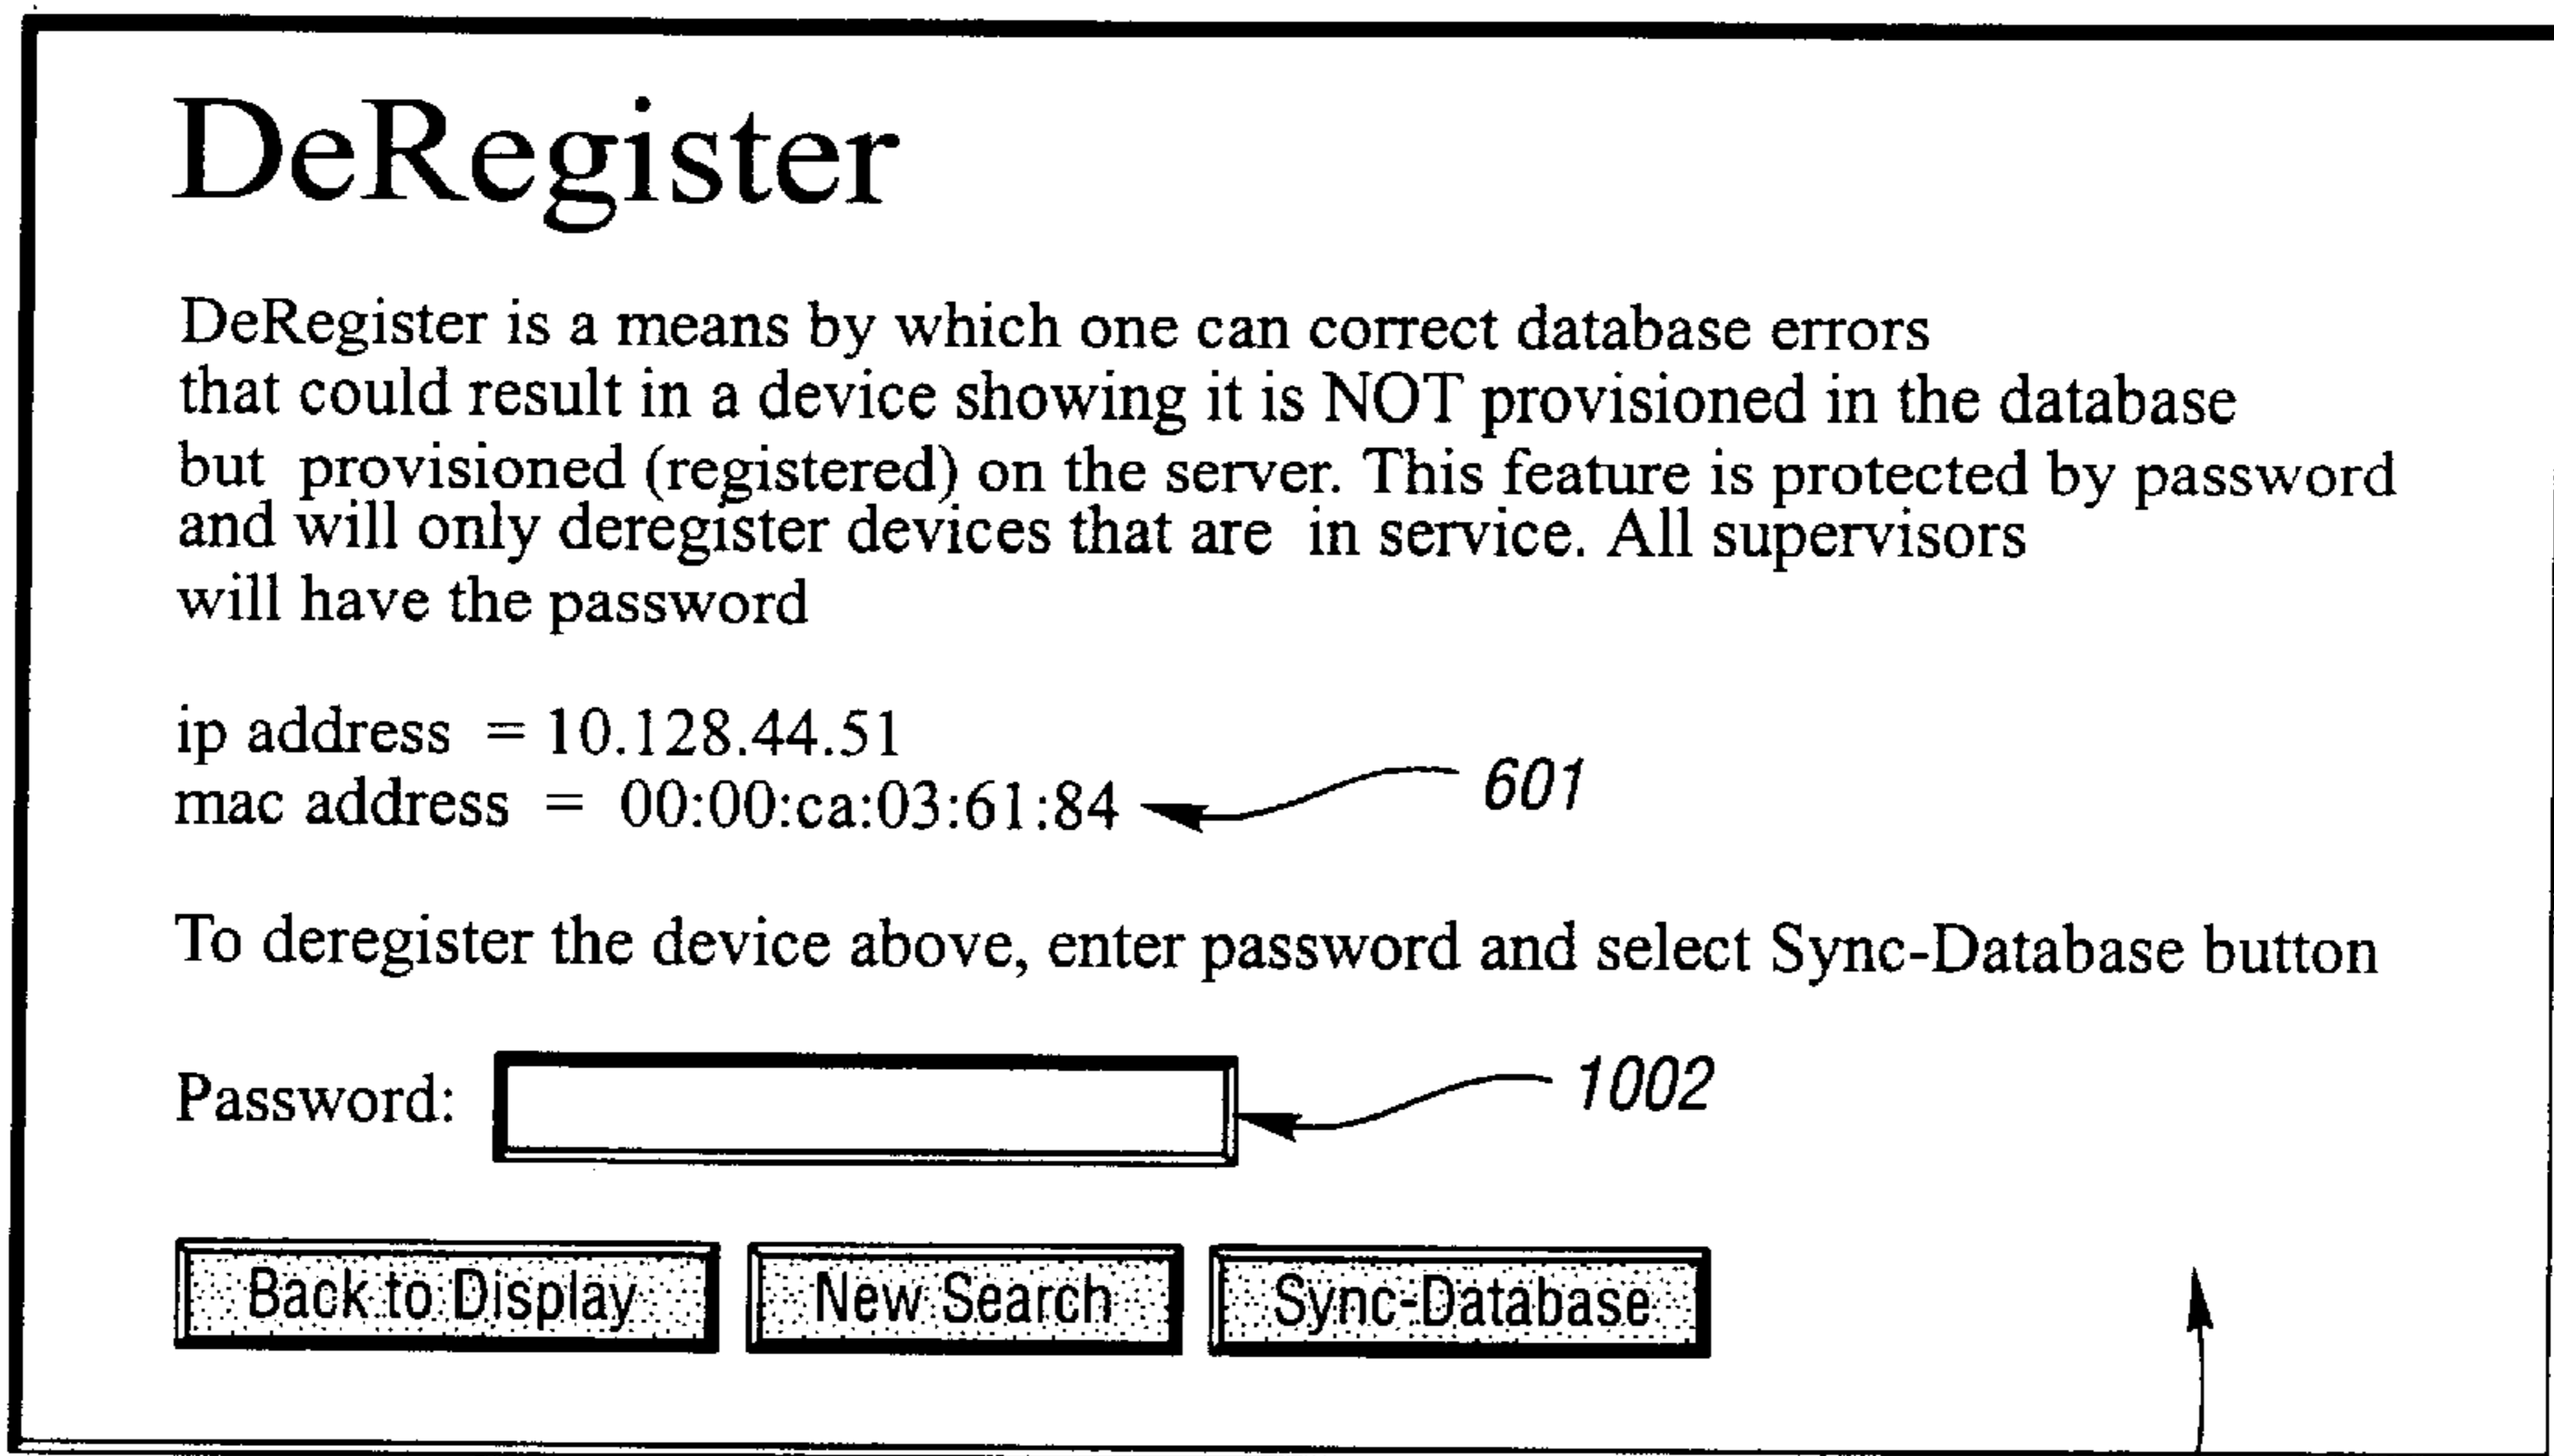 DeRegister
DeRegister is a means by which one can correct database errors
that could result in a device showing it is NOT provisioned in the database
but provisioned (registered) on the server. This feature is protected by password
and will only deregister devices that are in service. All supervisors
will have the password
ip address = 10.128.44.51
mac address = 00:00:ca:03:61:84
601
To deregister the device above, enter password and select Sync-Database button
Password:
1002
Back to Display New Search Sync-Database